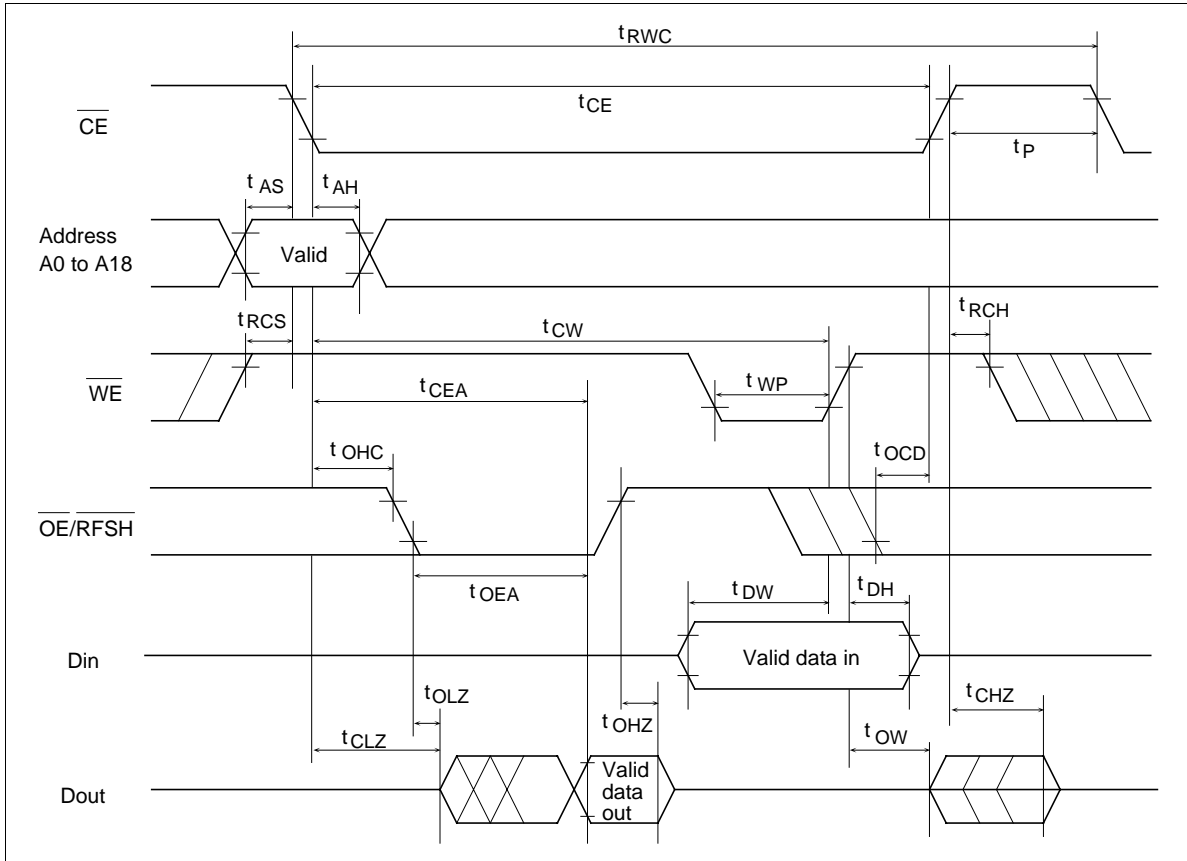 tRWC
tCE
CE
tP
tAS
tAH
Address
A0 to A18
Valid
tRCS
tCW
tRCH
WE
tCEA
tWP
tOHC
tOCD
OE/RFSH
tOEA
tDW
tDH
Din
Valid data in
tOLZ
tOHZ
tCHZ
tCLZ
tOW
Dout
Valid
data
out